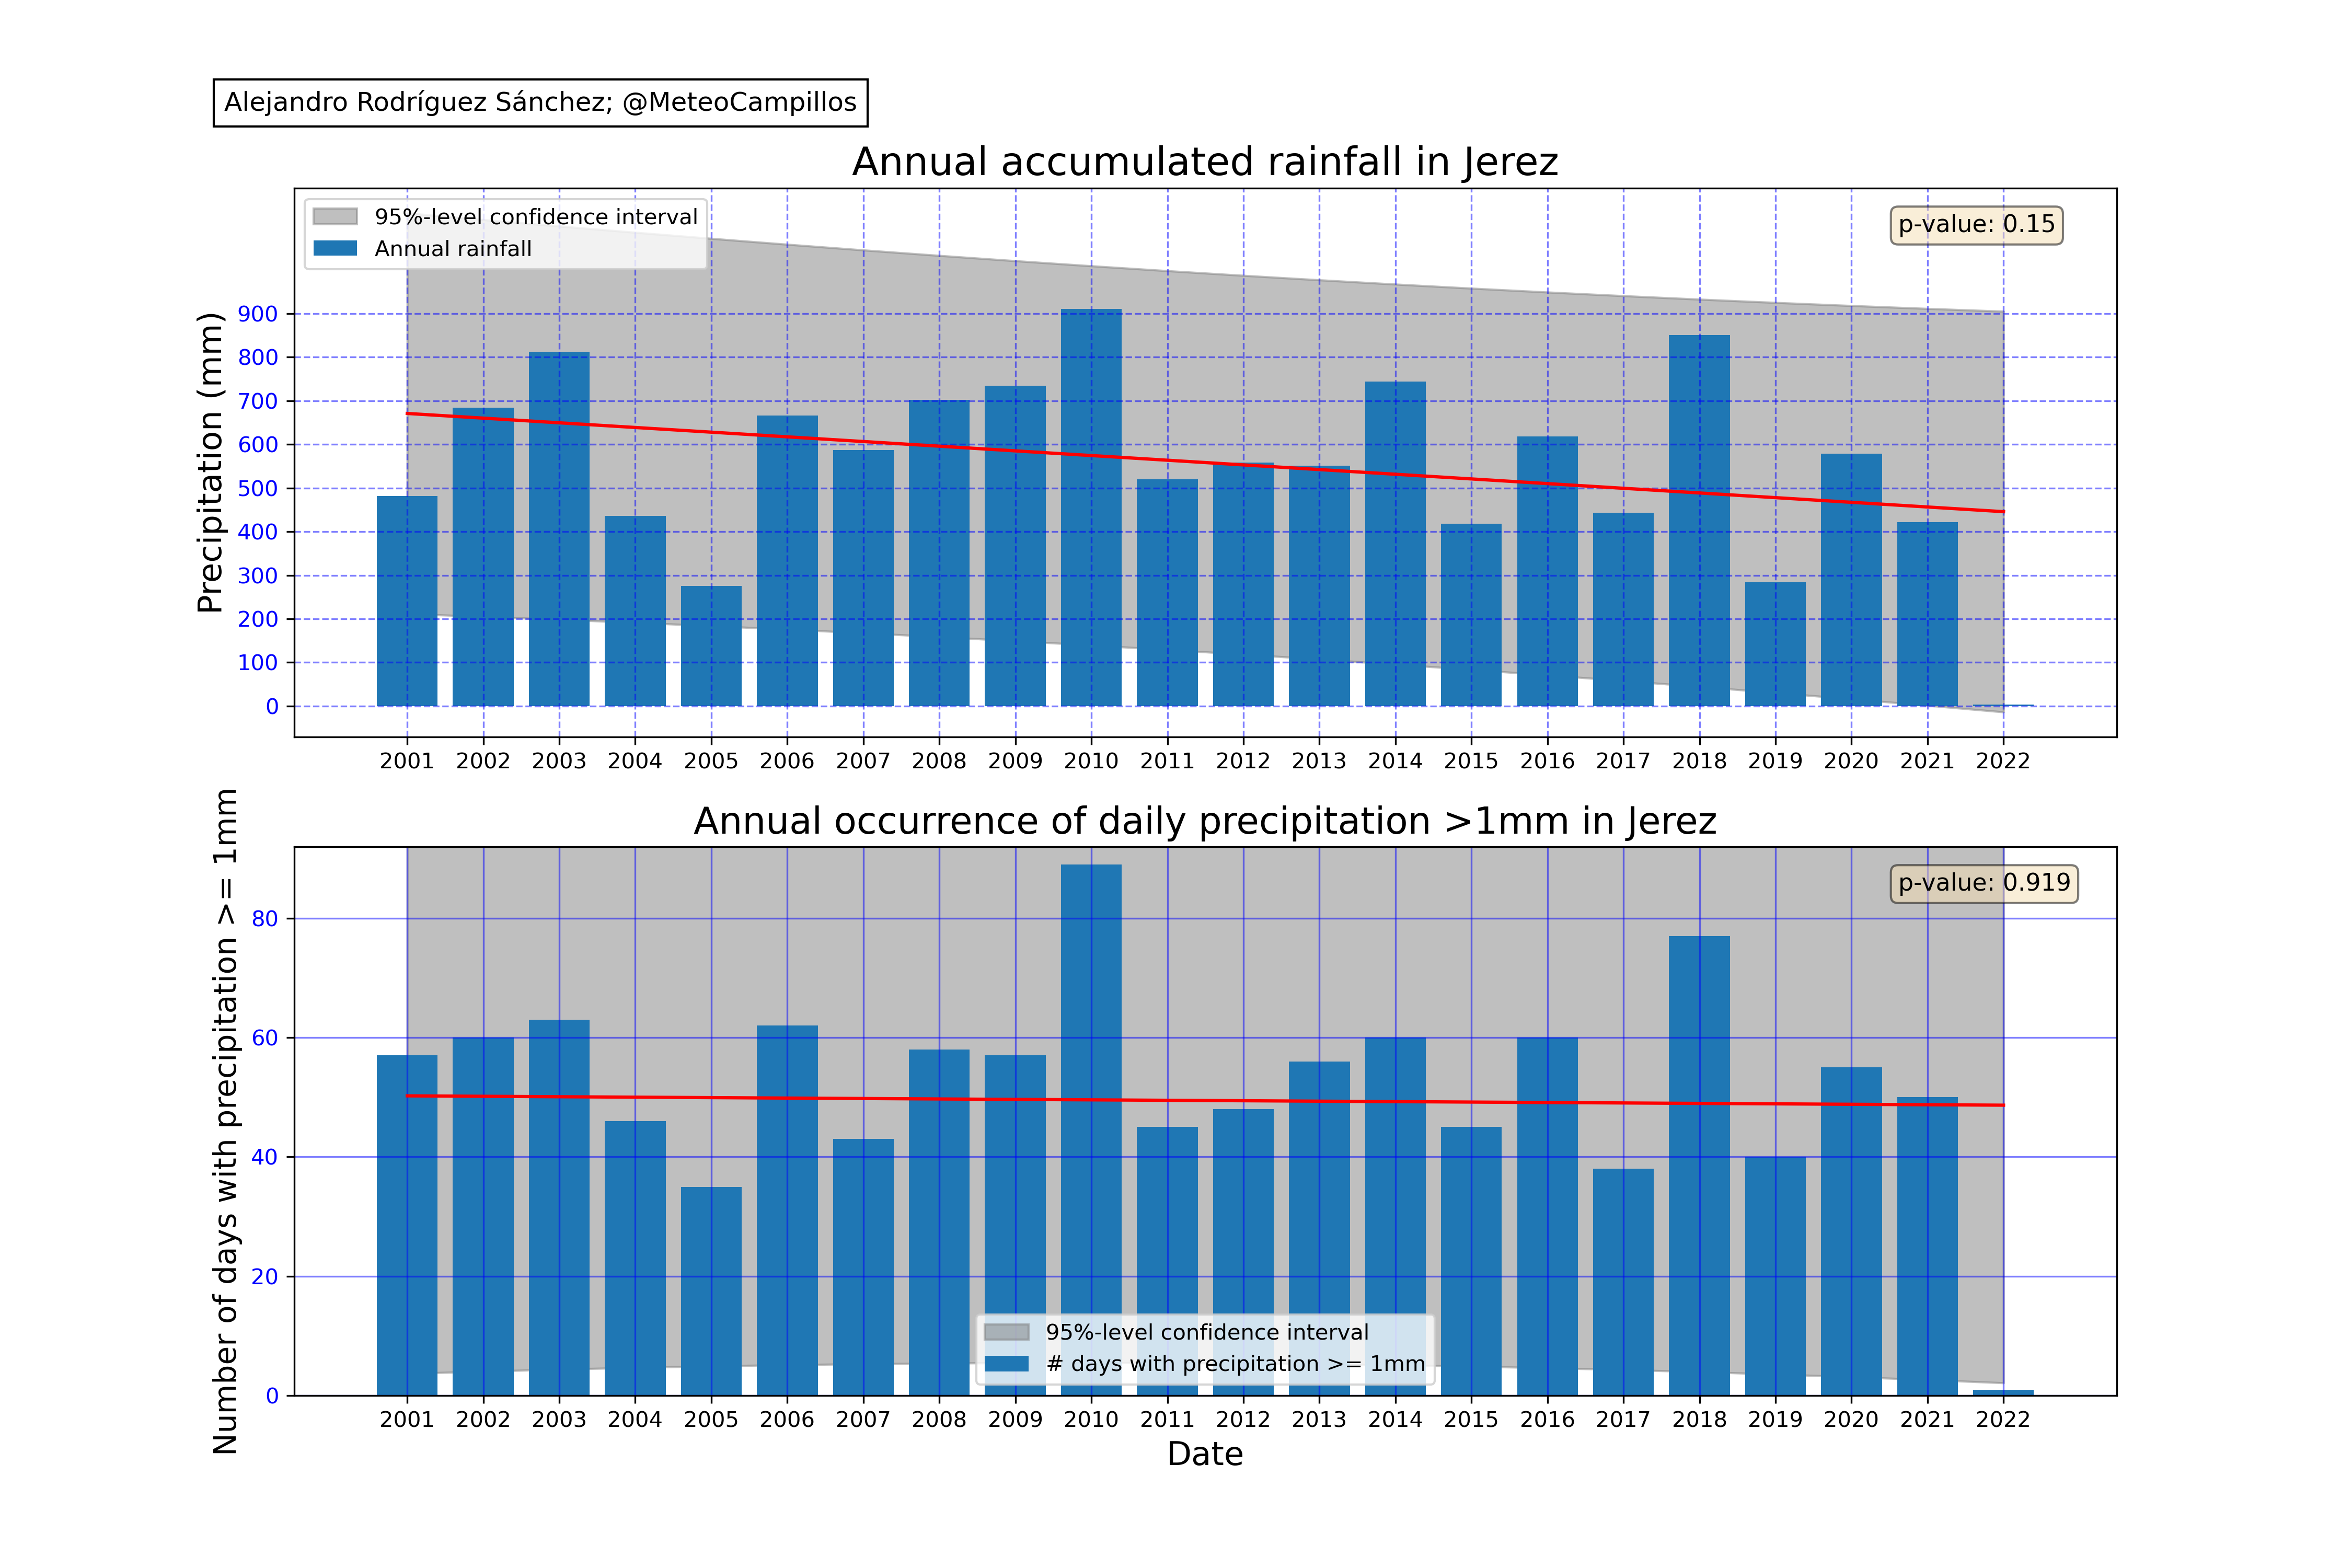 Alejandro Rodríguez Sánchez; @MeteoCampillos
Annual accumulated rainfall in Jerez
95%-level confidence interval
Annual rainfall
p-value: 0.15
Precipitation (mm)
900
800
700
600
500
400
300
200
100
0
2001 2002 2003 2004 2005 2006 2007 2008 2009 2010 2011 2012 2013 2014 2015 2016 2017 2018 2019 2020 2021 2022
Annual occurrence of daily precipitation >1mm in Jerez
p-value: 0.919
Number of days with precipitation >= 1mm
80
60
40
20
0
95%-level confidence interval
# days with precipitation >= 1mm
2001 2002 2003 2004 2005 2006 2007 2008 2009 2010 2011 2012 2013 2014 2015 2016 2017 2018 2019 2020 2021 2022
Date